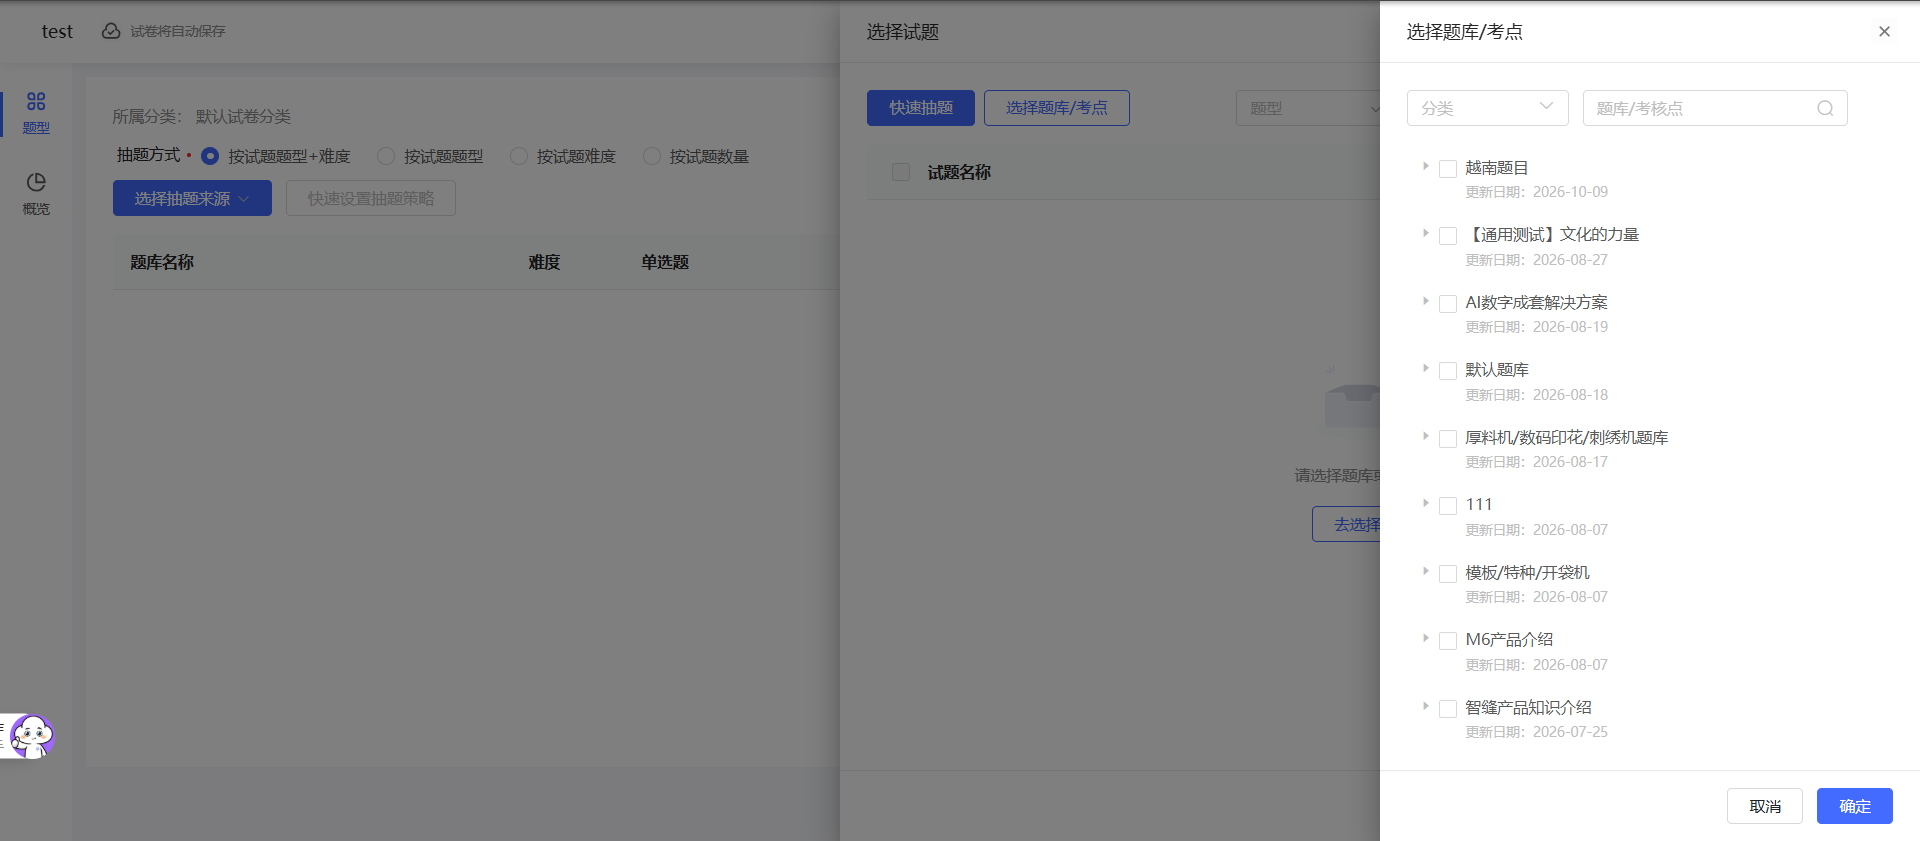 test
试卷将自动保存
题型
概览
所属分类： 默认试卷分类
抽题方式 按试题题型+难度 按试题题型 按试题难度 按试题数量
选择抽题来源 快速设置抽题策略
题库名称 难度 单选题
选择试题
快速抽题 选择题库/考点 题型
试题名称
请选择题库
去选择
选择题库/考点
分类 题库/考核点
越南题目
更新日期：2026-10-09
【通用测试】文化的力量
更新日期：2026-08-27
AI数字成套解决方案
更新日期：2026-08-19
默认题库
更新日期：2026-08-18
厚料机/数码印花/刺绣机题库
更新日期：2026-08-17
111
更新日期：2026-08-07
模板/特种/开袋机
更新日期：2026-08-07
M6产品介绍
更新日期：2026-08-07
智缝产品知识介绍
更新日期：2026-07-25
取消 确定